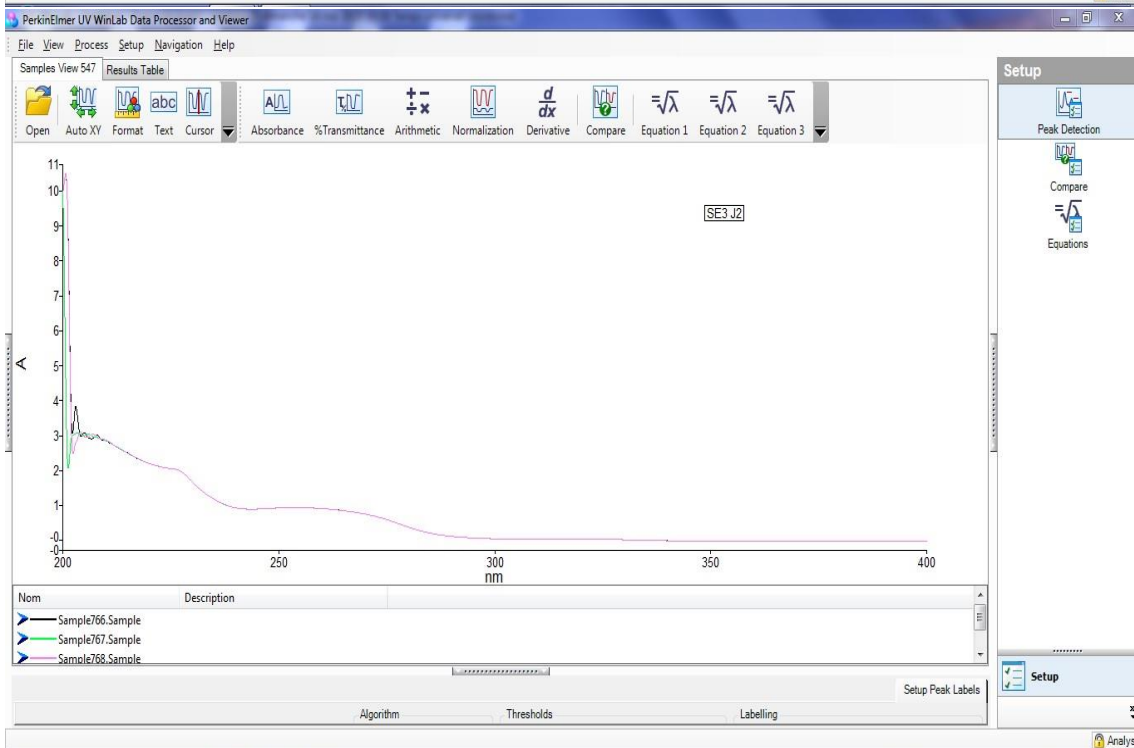 PerkinElmer UV WinLab Data Processor and Viewer
File View Process Setup Navigation Help
Samples View 547 Results Table
Open Auto XY Format abc Text Cursor Absorbance %Transmittance Arithmetic Normalization Derivative Compare Equation 1 Equation 2 Equation 3
Setup
Peak Detection
Compare
Equations
11
10
9
8
7
6
5
4
3
2
1
-0
-0
A
SE3 J2
200 250 300 350 400
nm
Nom Description
Sample766.Sample
Sample767.Sample
Sample768.Sample
Setup Peak Labels
Algorithm Thresholds Labelling
Setup
Analys